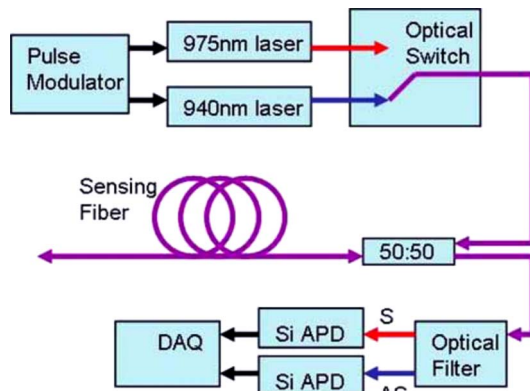 Pulse
Modulator
975nm laser
940nm laser
Optical
Switch
Sensing
Fiber
50:50
DAQ
Si APD
Si APD
S
AS
Optical
Filter